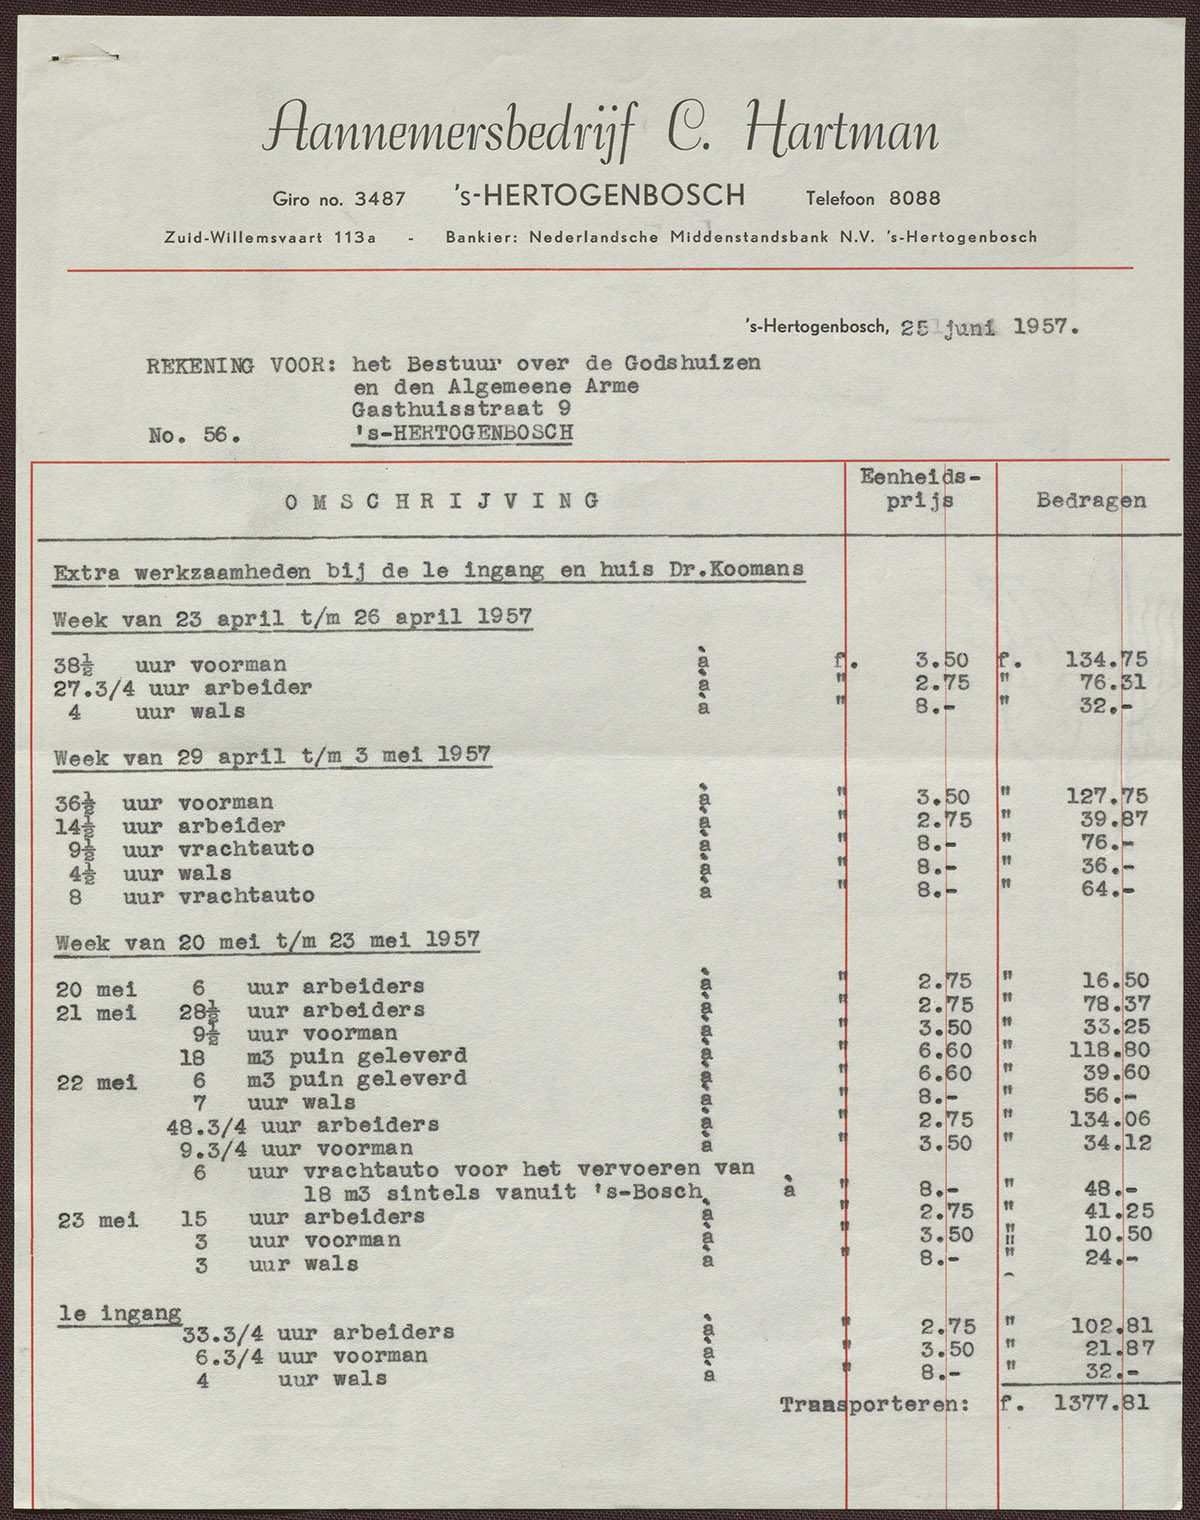 Aannemersbedrijf C. Hartman
Giro no. 3487 's-HERTOGENBOSCH Telefoon 8088
Zuid-Willemsvaart 113a - Bankier: Nederlandsche Middenstandsbank N.V. 's-Hertogenbosch
's-Hertogenbosch, 25 juni 1957.
REKENING VOOR: het Bestuur over de Godshuizen
en den Algemeene Arme
Gasthuisstraat 9
No. 56. 's-HERTOGENBOSCH
OMSCHRIJVING Eenheids-prijs Bedragen
Extra werkzaamheden bij de 1e ingang en huis Dr.Koomans
Week van 23 april t/m 26 april 1957
38½ uur voorman à f. 3.50 f. 134.75
27.3/4 uur arbeider à " 2.75 " 76.31
4 uur wals à " 8.- " 32.-
Week van 29 april t/m 3 mei 1957
36½ uur voorman à " 3.50 " 127.75
14½ uur arbeider à " 2.75 " 39.87
9½ uur vrachtauto à " 8.- " 76.-
4½ uur wals à " 8.- " 36.-
8 uur vrachtauto à " 8.- " 64.-
Week van 20 mei t/m 23 mei 1957
20 mei 6 uur arbeiders à " 2.75 " 16.50
21 mei 28½ uur arbeiders à " 2.75 " 78.37
9½ uur voorman à " 3.50 " 33.25
18 m3 puin geleverd à " 6.60 " 118.80
22 mei 6 m3 puin geleverd à " 6.60 " 39.60
7 uur wals à " 8.- " 56.-
48.3/4 uur arbeiders à " 2.75 " 134.06
9.3/4 uur voorman à " 3.50 " 34.12
6 uur vrachtauto voor het vervoeren van
18 m3 sintels vanuit 's-Bosch à " 8.- " 48.-
23 mei 15 uur arbeiders à " 2.75 " 41.25
3 uur voorman à " 3.50 " 10.50
3 uur wals à " 8.- " 24.-
1e ingang
33.3/4 uur arbeiders à " 2.75 " 102.81
6.3/4 uur voorman à " 3.50 " 21.87
4 uur wals à " 8.- " 32.-
Transporteren: f. 1377.81